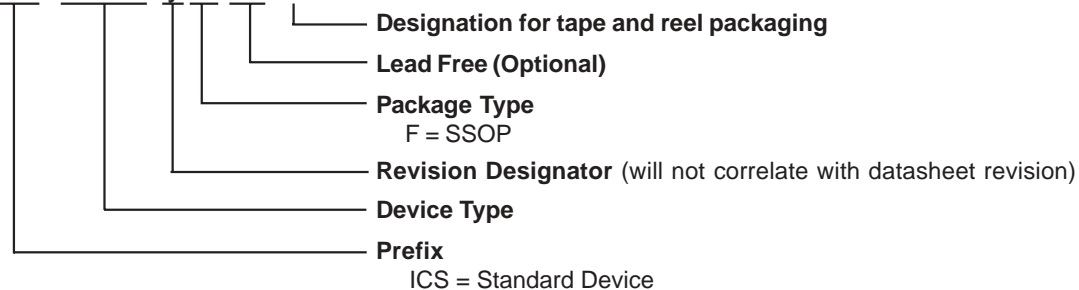 Designation for tape and reel packaging
Lead Free (Optional)
Package Type
F = SSOP
Revision Designator (will not correlate with datasheet revision)
Device Type
Prefix
ICS = Standard Device